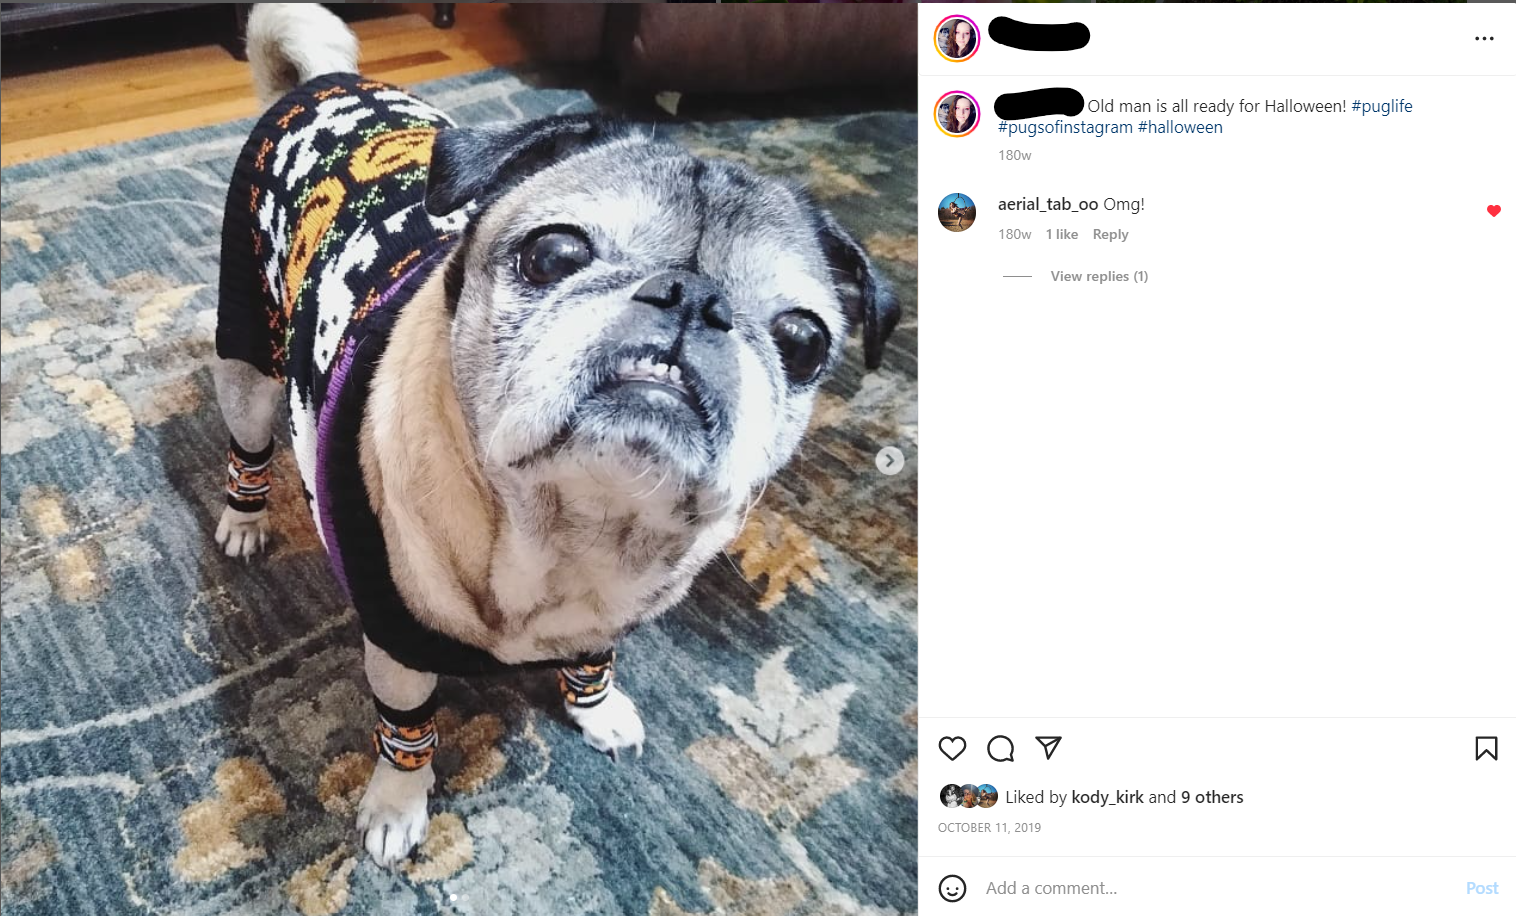 Old man is all ready for Halloween! #puglife
#pugsofinstagram #halloween
180w
aerial_tab_oo Omg!
180w 1 like Reply
View replies (1)
Liked by kody_kirk and 9 others
OCTOBER 11, 2019
Add a comment... Post